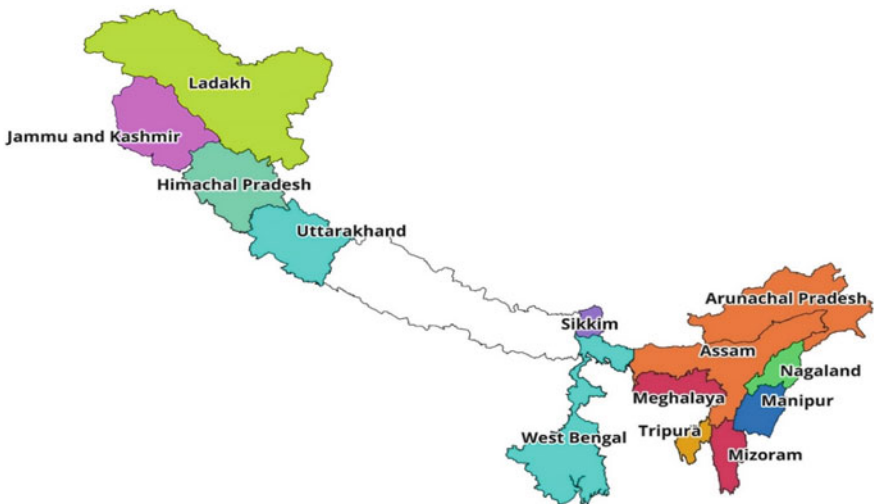 Ladakh
Jammu and Kashmir
Himachal Pradesh
Uttarakhand
Arunachal Pradesh
Sikkim
Assam
Nagaland
Meghalaya
Manipur
Tripura
West Bengal
Mizoram